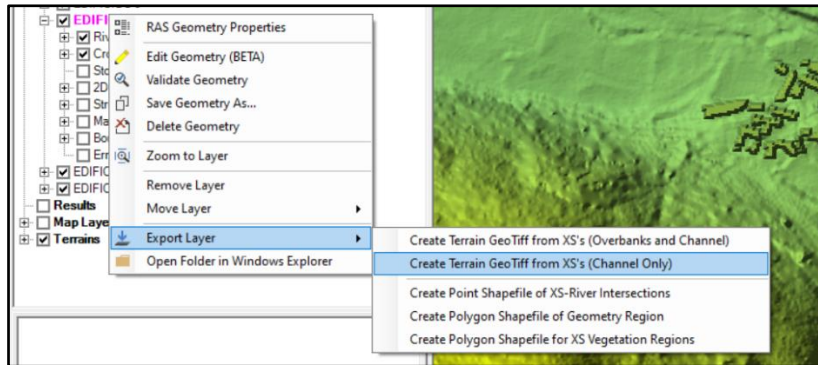 EDIFI
Riv
Cro
Sto
2D
Str
Ma
Bo
Err
EDIFIC
EDIFIC
Results
Map Laye
Terrains
RAS Geometry Properties
Edit Geometry (BETA)
Validate Geometry
Save Geometry As...
Delete Geometry
Zoom to Layer
Remove Layer
Move Layer
Export Layer
Open Folder in Windows Explorer
Create Terrain GeoTiff from XS's (Overbanks and Channel)
Create Terrain GeoTiff from XS's (Channel Only)
Create Point Shapefile of XS-River Intersections
Create Polygon Shapefile of Geometry Region
Create Polygon Shapefile for XS Vegetation Regions